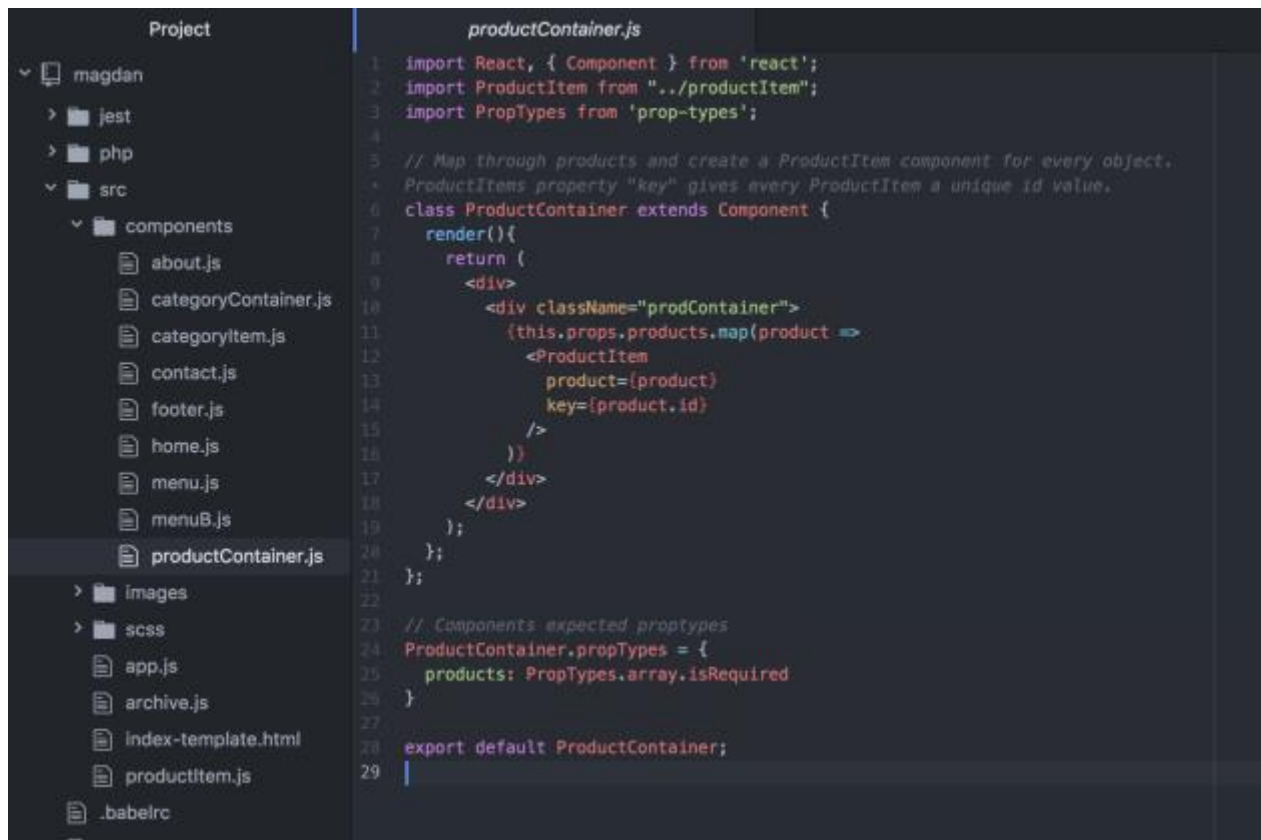 Project
magdan
jest
php
src
components
about.js
categoryContainer.js
categoryItem.js
contact.js
footer.js
home.js
menu.js
menuB.js
productContainer.js
images
scss
app.js
archive.js
index-template.html
productItem.js
.babelrc
productContainer.js
1 import React, { Component } from 'react';
2 import ProductItem from "../productItem";
3 import PropTypes from 'prop-types';
4
5 // Map through products and create a ProductItem component for every object.
• ProductItems property "key" gives every ProductItem a unique id value.
6 class ProductContainer extends Component {
7   render(){
8     return (
9       <div>
10         <div className="prodContainer">
11           {this.props.products.map(product =>
12             <ProductItem
13               product={product}
14               key={product.id}
15             />
16           )}
17         </div>
18       </div>
19     );
20   };
21 };
22
23 // Components expected proptypes
24 ProductContainer.propTypes = {
25   products: PropTypes.array.isRequired
26 }
27
28 export default ProductContainer;
29